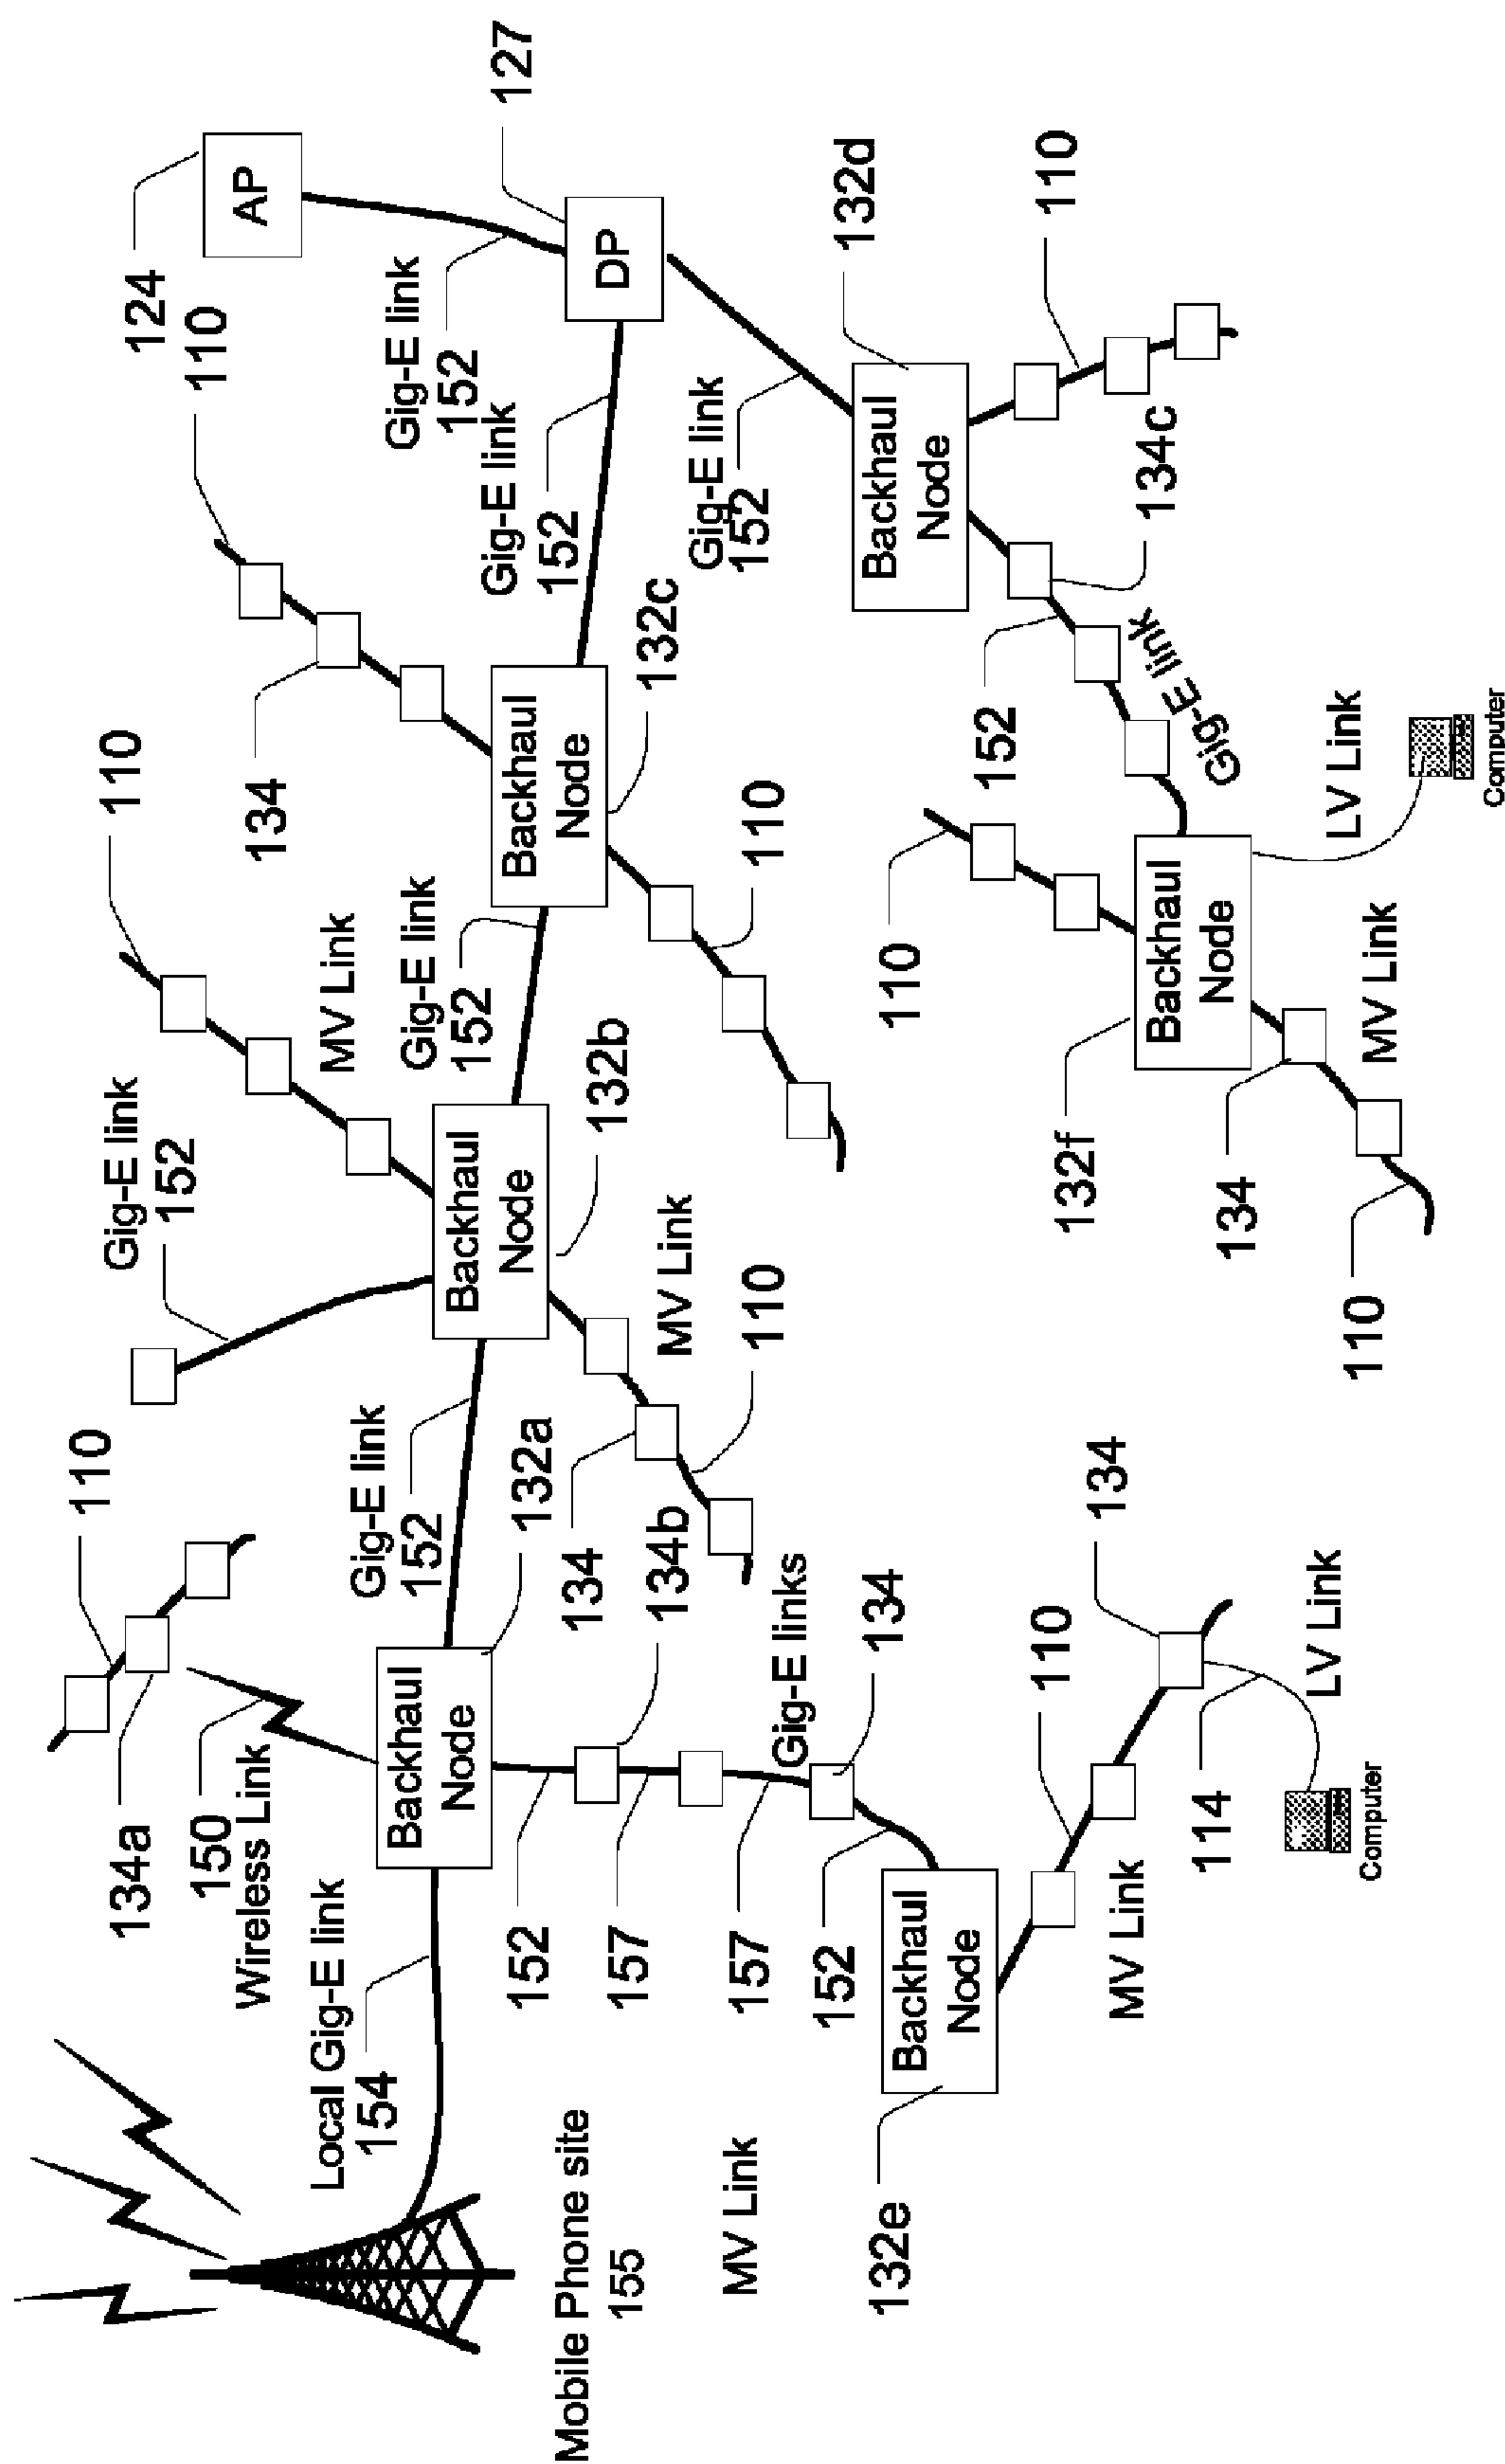 124
AP
127
110
Gig-E link
152
DP
Gig-E link
152
134
132c
Backhaul
Node
110
Gig-E link
152
132d
Backhaul
Node
110
134c
152
Gig-E link
110
MV Link
Gig-E link
152
Gig-E link
152
Backhaul
Node
132b
MV Link
110
134
110
Backhaul
Node
132f
LV Link
Computer
134
MV Link
110
110
134a
150
Wireless Link
Gig-E link
152
132a
Backhaul
Node
Local Gig-E link
154
Mobile Phone site
155
152
134b
157
157
Gig-E links
134
152
MV Link
Backhaul
Node
132e
110
134
MV Link
114
LV Link
Computer